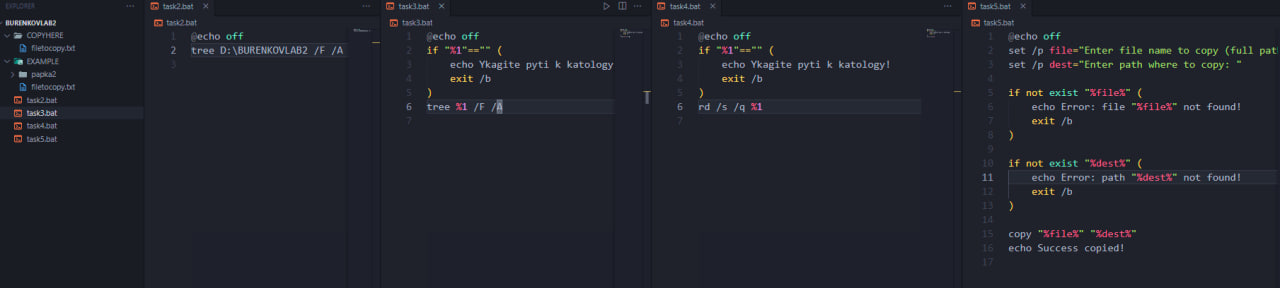 EXPLORER
BURENKOVLAB2
COPYHERE
filetocopy.txt
EXAMPLE
papka2
filetocopy.txt
task2.bat
task3.bat
task4.bat
task5.bat
task2.bat
task2.bat
1 @echo off
2 tree D:\BURENKOVLAB2 /F /A
3
task3.bat
task3.bat
1 @echo off
2 if "%1"=="" (
3 echo Ykagite pyti k katology
4 exit /b
5 )
6 tree %1 /F /A
7
task4.bat
task4.bat
1 @echo off
2 if "%1"=="" (
3 echo Ykagite pyti k katology!
4 exit /b
5 )
6 rd /s /q %1
7
task5.bat
task5.bat
1 @echo off
2 set /p file="Enter file name to copy (full pat
3 set /p dest="Enter path where to copy: "
4
5 if not exist "%file%" (
6 echo Error: file "%file%" not found!
7 exit /b
8 )
9
10 if not exist "%dest%" (
11 echo Error: path "%dest%" not found!
12 exit /b
13 )
14
15 copy "%file%" "%dest%"
16 echo Success copied!
17